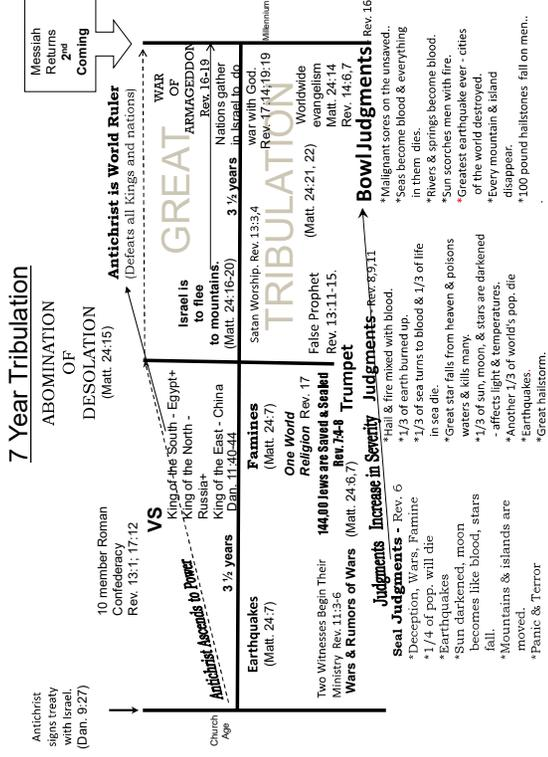 7 Year Tribulation
Antichrist
signs treaty
with Israel.
(Dan. 9:27)
10 member Roman
Confederacy
Rev. 13:1; 17:12
ABOMINATION
OF
DESOLATION
(Matt. 24:15)
Antichrist is World Ruler
(Defeats all Kings and nations)
Messiah
Returns
2nd
Coming
Church
Age
Antichrist Ascends to Power
3 ½ years
VS
King of the South - Egypt+
King of the North -
Russia+
King of the East - China
Dan. 11:40-44
Israel is
to flee
to mountains.
(Matt. 24:16-20)
GREAT
3 ½ years
WAR
OF
ARMAGEDDON
Rev. 16-19
Nations gather
in Israel to do
war with God.
Rev. 17:14;19:19
Millennium
Earthquakes
(Matt. 24:7)
Famines
(Matt. 24:7)
One World
Religion Rev. 17
144,00 Jews are Saved & Sealed
Rev. 7:4-8
Two Witnesses Begin Their
Ministry Rev. 11:3-6
Wars & Rumors of Wars (Matt. 24:6,7)
Satan Worship. Rev. 13:3,4
TRIBULATION
False Prophet
Rev. 13:11-15.
(Matt. 24:21, 22)
Worldwide
evangelism
Matt. 24:14
Rev. 14:6,7
Judgments Increase in Severity
Seal Judgments - Rev. 6
*Deception, Wars, Famine
*1/4 of pop. will die
*Earthquakes
*Sun darkened, moon
becomes like blood, stars
fall.
*Mountains & islands are
moved.
*Panic & Terror
Trumpet
Judgments - Rev. 8,9,11
*Hail & fire mixed with blood.
*1/3 of earth burned up.
*1/3 of sea turns to blood & 1/3 of life
in sea die.
*Great star falls from heaven & poisons
waters & kills many.
*1/3 of sun, moon, & stars are darkened
- affects light & temperatures.
*Another 1/3 of world's pop. die
*Earthquakes.
*Great hailstorm.
Bowl Judgments: Rev. 16
*Malignant sores on the unsaved..
*Seas become blood & everything
in them dies.
*Rivers & springs become blood.
*Sun scorches men with fire.
*Greatest earthquake ever - cities
of the world destroyed.
*Every mountain & island
disappear.
*100 pound hailstones fall on men..